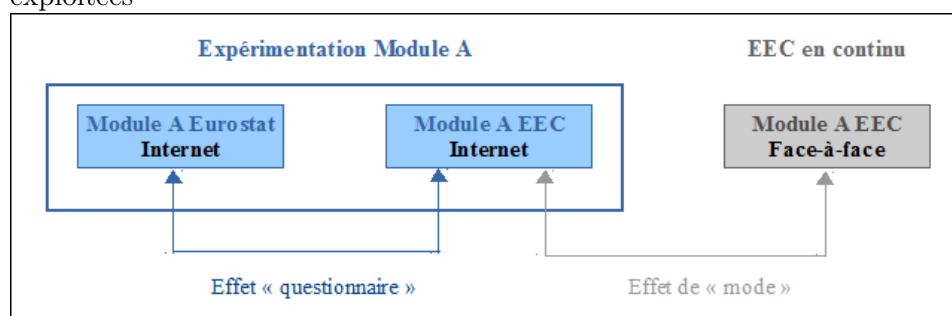 exploitées
Expérimentation Module A
EEC en continu
Module A Eurostat
Internet
Module A EEC
Internet
Module A EEC
Face-à-face
Effet « questionnaire »
Effet de « mode »